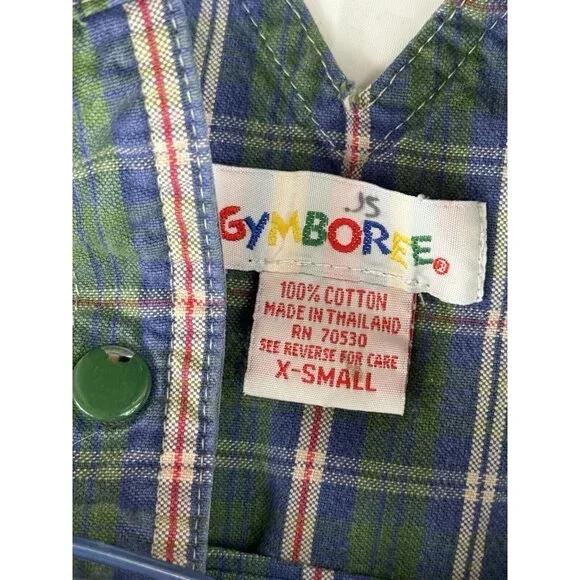 JS
GYMBOREE®
100% COTTON
MADE IN THAILAND
RN 70530
SEE REVERSE FOR CARE
X-SMALL